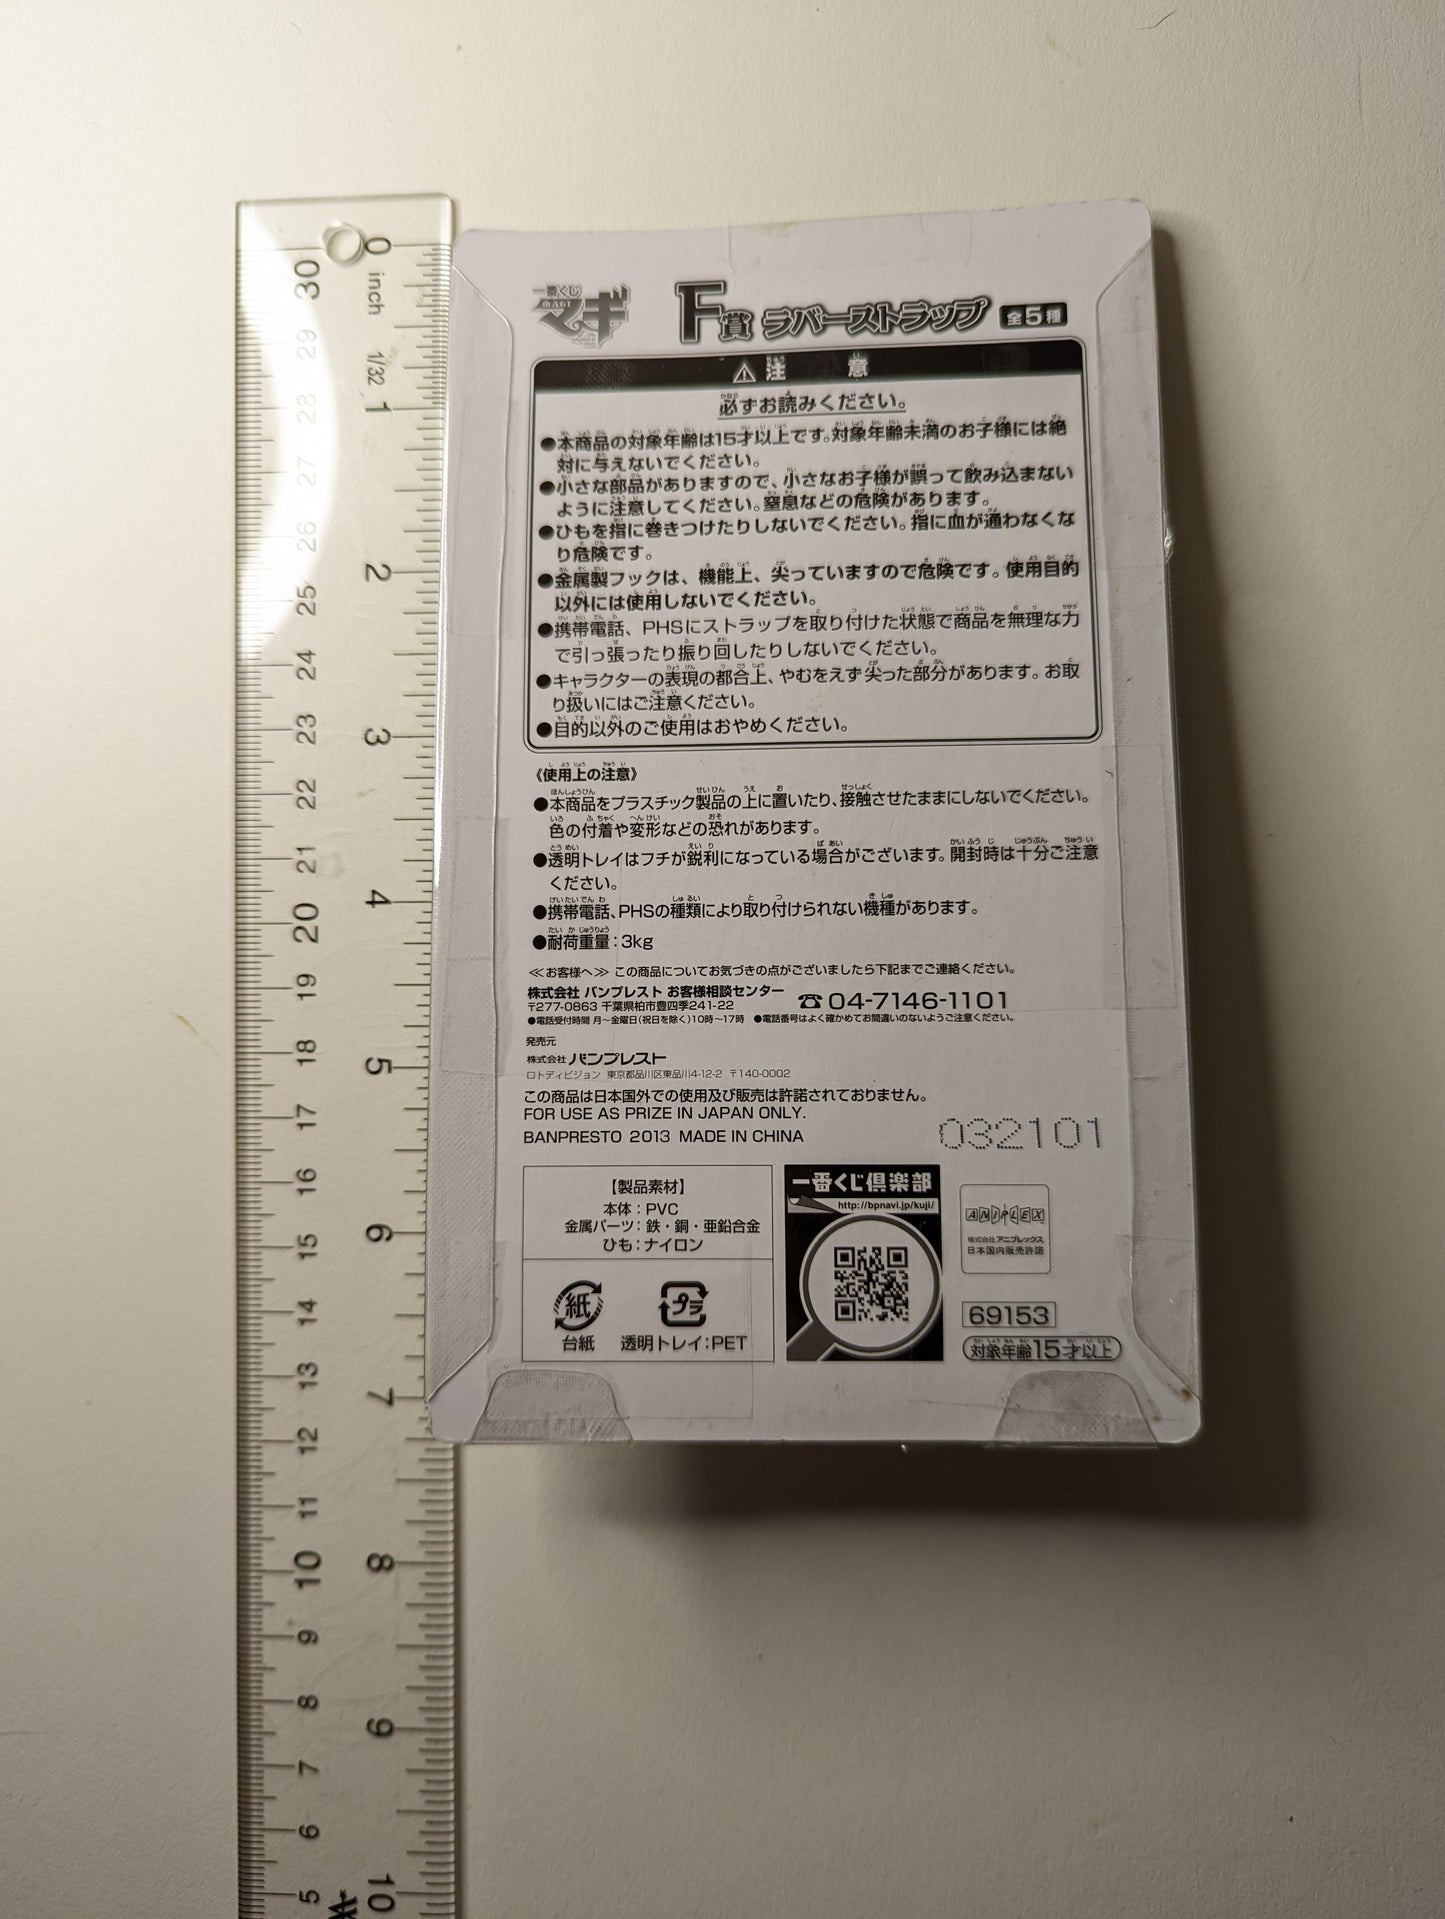 一番くじ
MAGI
マギ
F賞 ラバーストラップ 全5種
⚠注意
必ずお読みください。
●本商品の対象年齢は15才以上です。対象年齢未満のお子様には絶
対に与えないでください。
●小さな部品がありますので、小さなお子様が誤って飲み込まない
ように注意してください。窒息などの危険があります。
●ひもを指に巻きつけたりしないでください。指に血が通わなくな
り危険です。
●金属製フックは、機能上、尖っていますので危険です。使用目的
以外には使用しないでください。
●携帯電話、PHSにストラップを取り付けた状態で商品を無理な力
で引っ張ったり振り回したりしないでください。
●キャラクターの表現の都合上、やむをえず尖った部分があります。お取
り扱いにはご注意ください。
●目的以外のご使用はおやめください。
《使用上の注意》
●本商品をプラスチック製品の上に置いたり、接触させたままにしないでください。
色の付着や変形などの恐れがあります。
●透明トレイはフチが鋭利になっている場合がございます。開封時は十分ご注意
ください。
●携帯電話、PHSの種類により取り付けられない機種があります。
●耐荷重量:3kg
≪お客様へ≫ この商品についてお気づきの点がございましたら下記までご連絡ください。
株式会社 バンプレスト お客様相談センター ☎04-7146-1101
〒277-0863 千葉県柏市豊四季241-22
●電話受付時間 月〜金曜日(祝日を除く)10時〜17時 ●電話番号はよく確かめてお間違いのないようご注意ください。
発売元
株式会社 バンプレスト
ロトディビジョン 東京都品川区東品川4-12-2 〒140-0002
この商品は日本国外での使用及び販売は許諾されておりません。
FOR USE AS PRIZE IN JAPAN ONLY.
BANPRESTO 2013 MADE IN CHINA
032101
【製品素材】
本体:PVC
金属パーツ:鉄・銅・亜鉛合金
ひも:ナイロン
紙
台紙
プラ
透明トレイ:PET
一番くじ倶楽部
http://bpnavi.jp/kuji/
ANIPLEX
株式会社アニプレックス
日本国内販売許諾
69153
対象年齢15才以上
0 inch 1/32 1 2 3 4 5 6 7 8 9 10
30 29 28 27 26 25 24 23 22 21 20 19 18 17 16 15 14 13 12 11 10 9 8 7 6 5